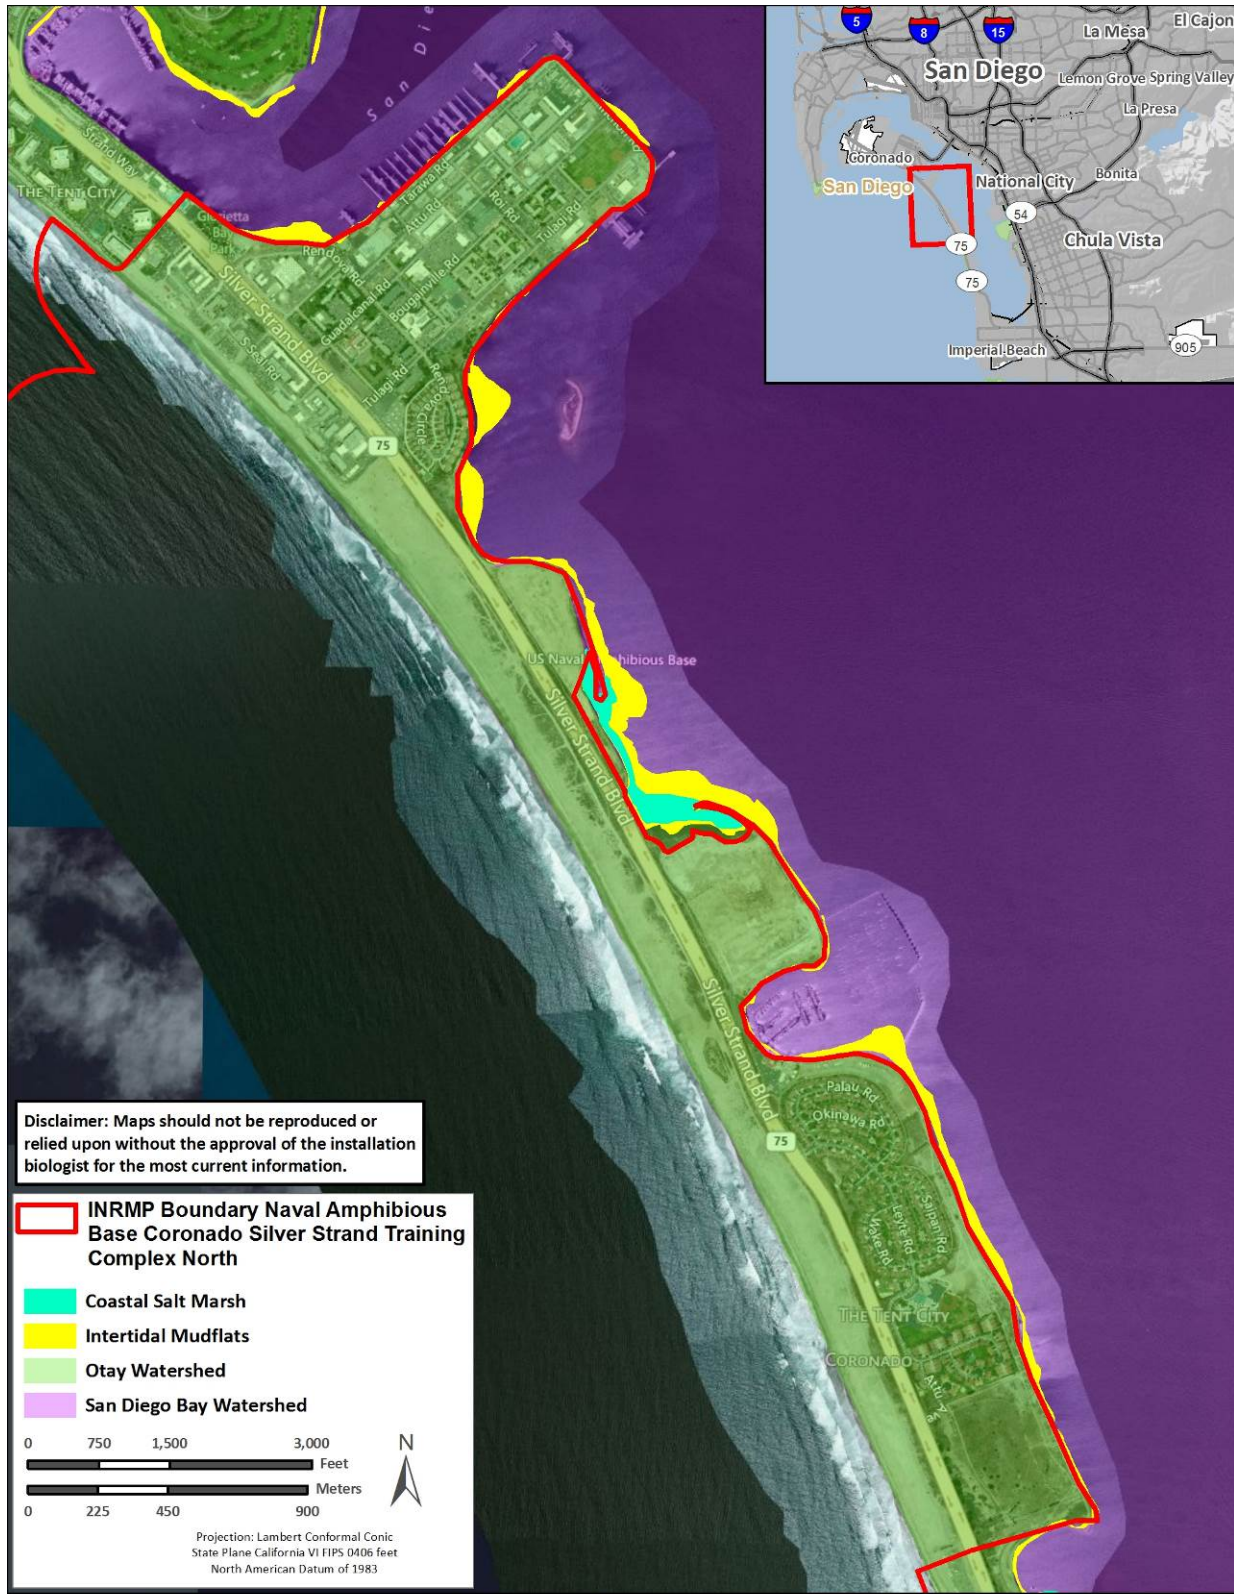 San Die
Strand Way
THE TENT CITY
Glorietta
Bay
Park
Tarawa Rd
Attu Rd
Roi Rd
Tulagi Rd
Rendova Rd
Bougainville Rd
Guadalcanal Rd
Silver Strand Blvd
Tulagi Rd
Rendova Circle
75
US Naval Amphibious Base
Silver Strand Blvd
Silver Strand Blvd
Palau Rd
Okinawa Rd
75
Saipan Rd
Leyte Rd
Wake Rd
THE TENT CITY
CORONADO
Attu Ave
5
8
15
El Cajon
La Mesa
San Diego
Lemon Grove
Spring Valley
La Presa
Coronado
San Diego
National City
Bonita
54
Chula Vista
75
75
Imperial Beach
905
Disclaimer: Maps should not be reproduced or
relied upon without the approval of the installation
biologist for the most current information.
INRMP Boundary Naval Amphibious
Base Coronado Silver Strand Training
Complex North
Coastal Salt Marsh
Intertidal Mudflats
Otay Watershed
San Diego Bay Watershed
0 750 1,500 3,000
Feet
Meters
0 225 450 900
N
Projection: Lambert Conformal Conic
State Plane California VI FIPS 0406 feet
North American Datum of 1983